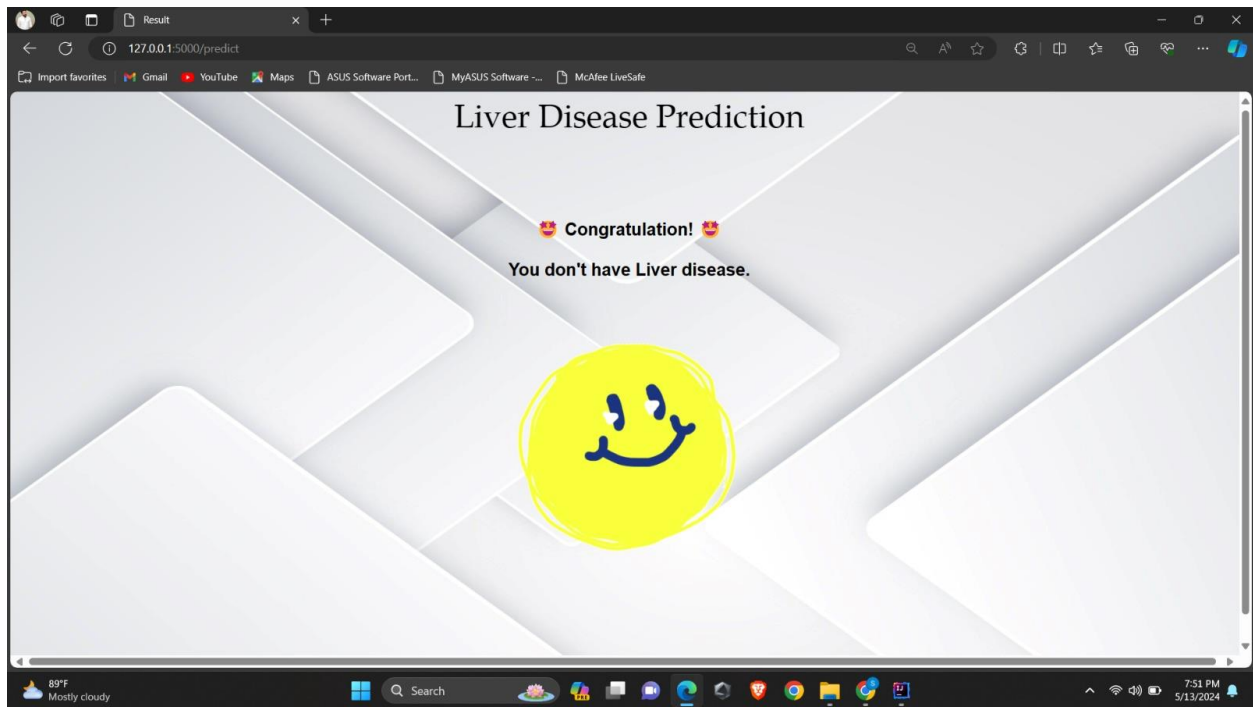 Result
127.0.0.1:5000/predict
Import favorites Gmail YouTube Maps ASUS Software Port... MyASUS Software -... McAfee LiveSafe
Liver Disease Prediction
🤩 Congratulation! 🤩
You don't have Liver disease.
89°F
Mostly cloudy
Search
PRE
7:51 PM
5/13/2024